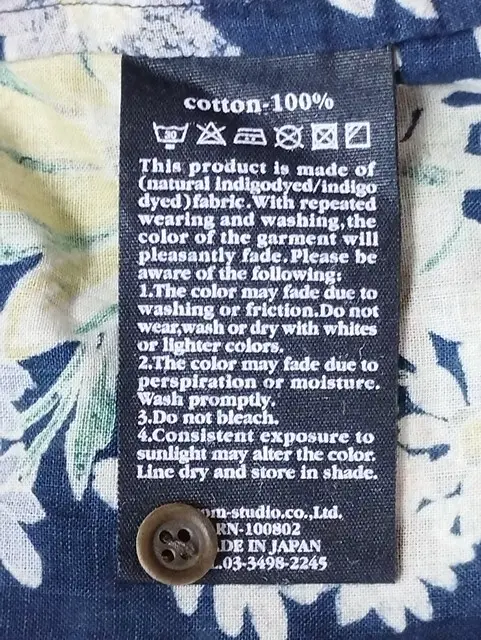 cotton-100%
30
This product is made of
(natural indigodyed/indigo
dyed)fabric.With repeated
wearing and washing,the
color of the garment will
pleasantly fade.Please be
aware of the following:
1.The color may fade due to
washing or friction.Do not
wear,wash or dry with whites
or lighter colors.
2.The color may fade due to
perspiration or moisture.
Wash promptly.
3.Do not bleach.
4.Consistent exposure to
sunlight may alter the color.
Line dry and store in shade.
om-studio.co.,Ltd.
RN-100802
DE IN JAPAN
.03-3498-2245